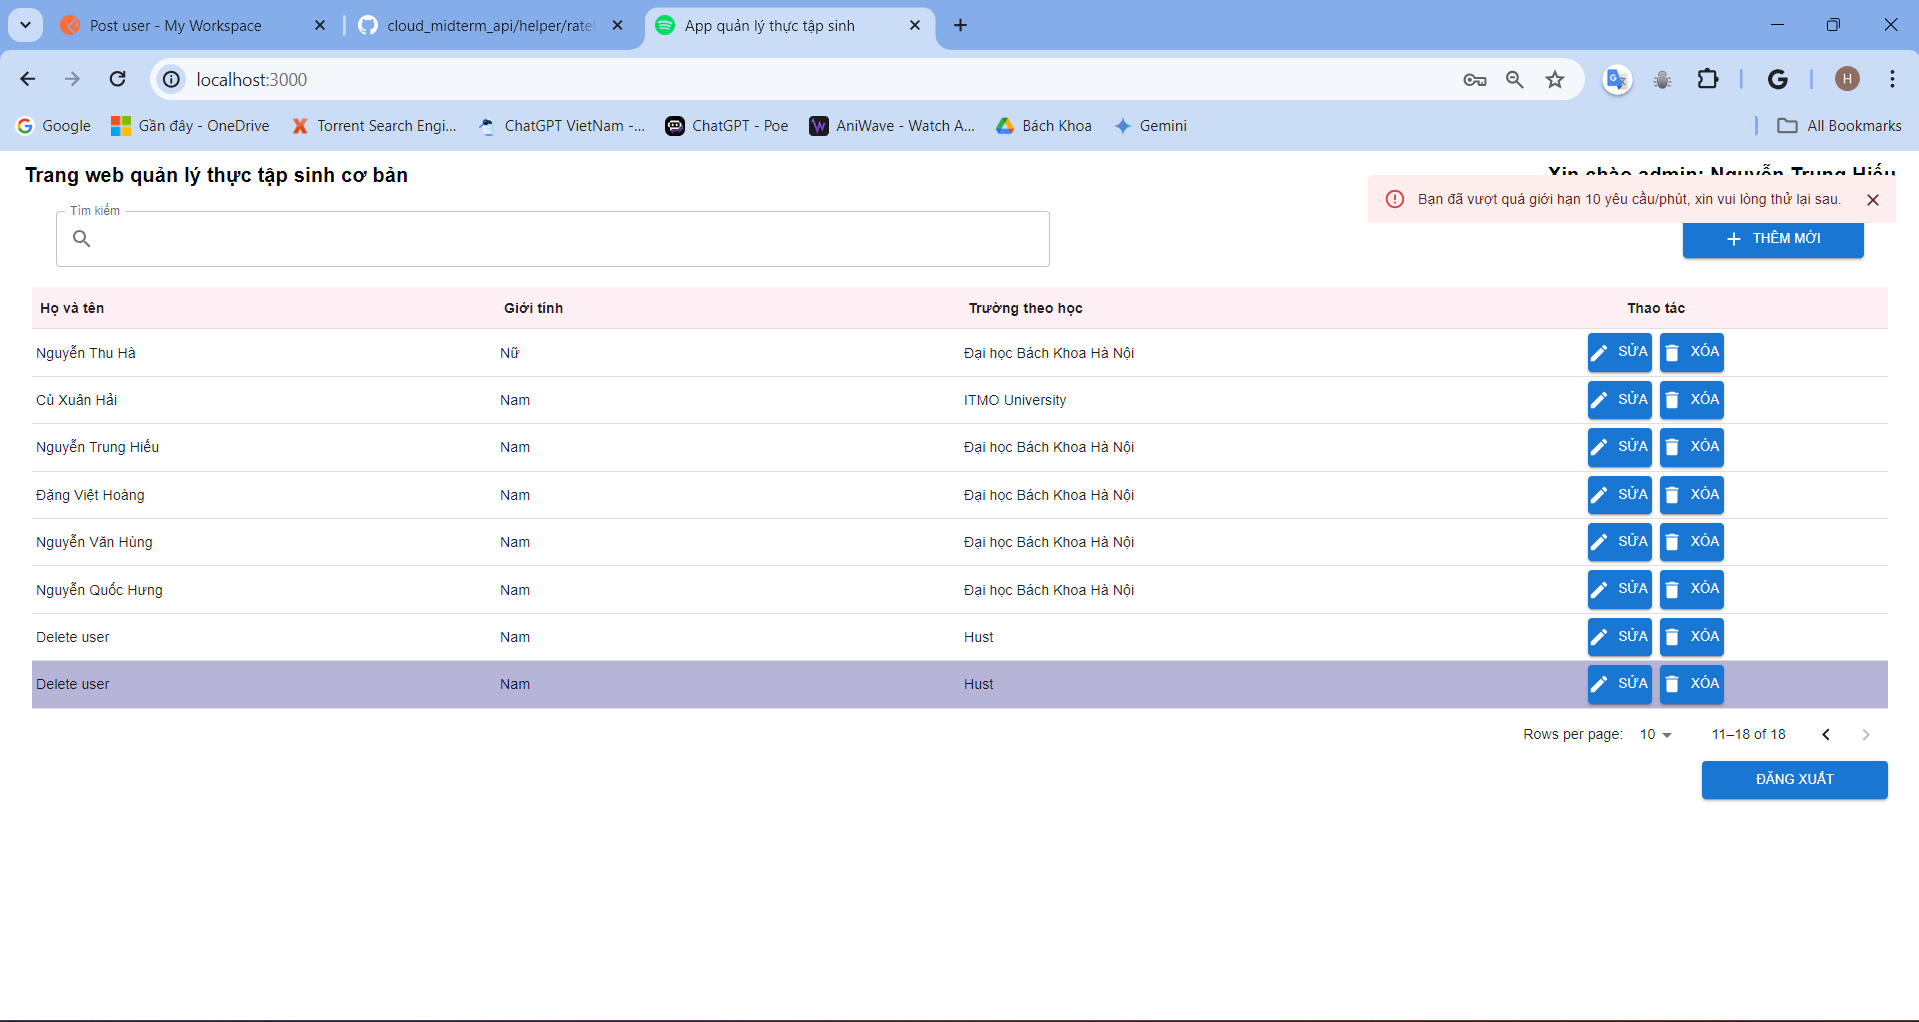 Post user - My Workspace
cloud_midterm_api/helper/rate
App quản lý thực tập sinh
localhost:3000
H
Google
Gần đây - OneDrive
Torrent Search Engi...
ChatGPT VietNam -...
ChatGPT - Poe
AniWave - Watch A...
Bách Khoa
Gemini
All Bookmarks
Trang web quản lý thực tập sinh cơ bản
Xin chào admin: Nguyễn Trung Hiếu
Bạn đã vượt quá giới hạn 10 yêu cầu/phút, xin vui lòng thử lại sau.
Tìm kiếm
THÊM MỚI
Họ và tên Giới tính Trường theo học Thao tác
Nguyễn Thu Hà Nữ Đại học Bách Khoa Hà Nội SỬA XÓA
Cù Xuân Hải Nam ITMO University SỬA XÓA
Nguyễn Trung Hiếu Nam Đại học Bách Khoa Hà Nội SỬA XÓA
Đặng Việt Hoàng Nam Đại học Bách Khoa Hà Nội SỬA XÓA
Nguyễn Văn Hùng Nam Đại học Bách Khoa Hà Nội SỬA XÓA
Nguyễn Quốc Hưng Nam Đại học Bách Khoa Hà Nội SỬA XÓA
Delete user Nam Hust SỬA XÓA
Delete user Nam Hust SỬA XÓA
Rows per page: 10 11–18 of 18
ĐĂNG XUẤT